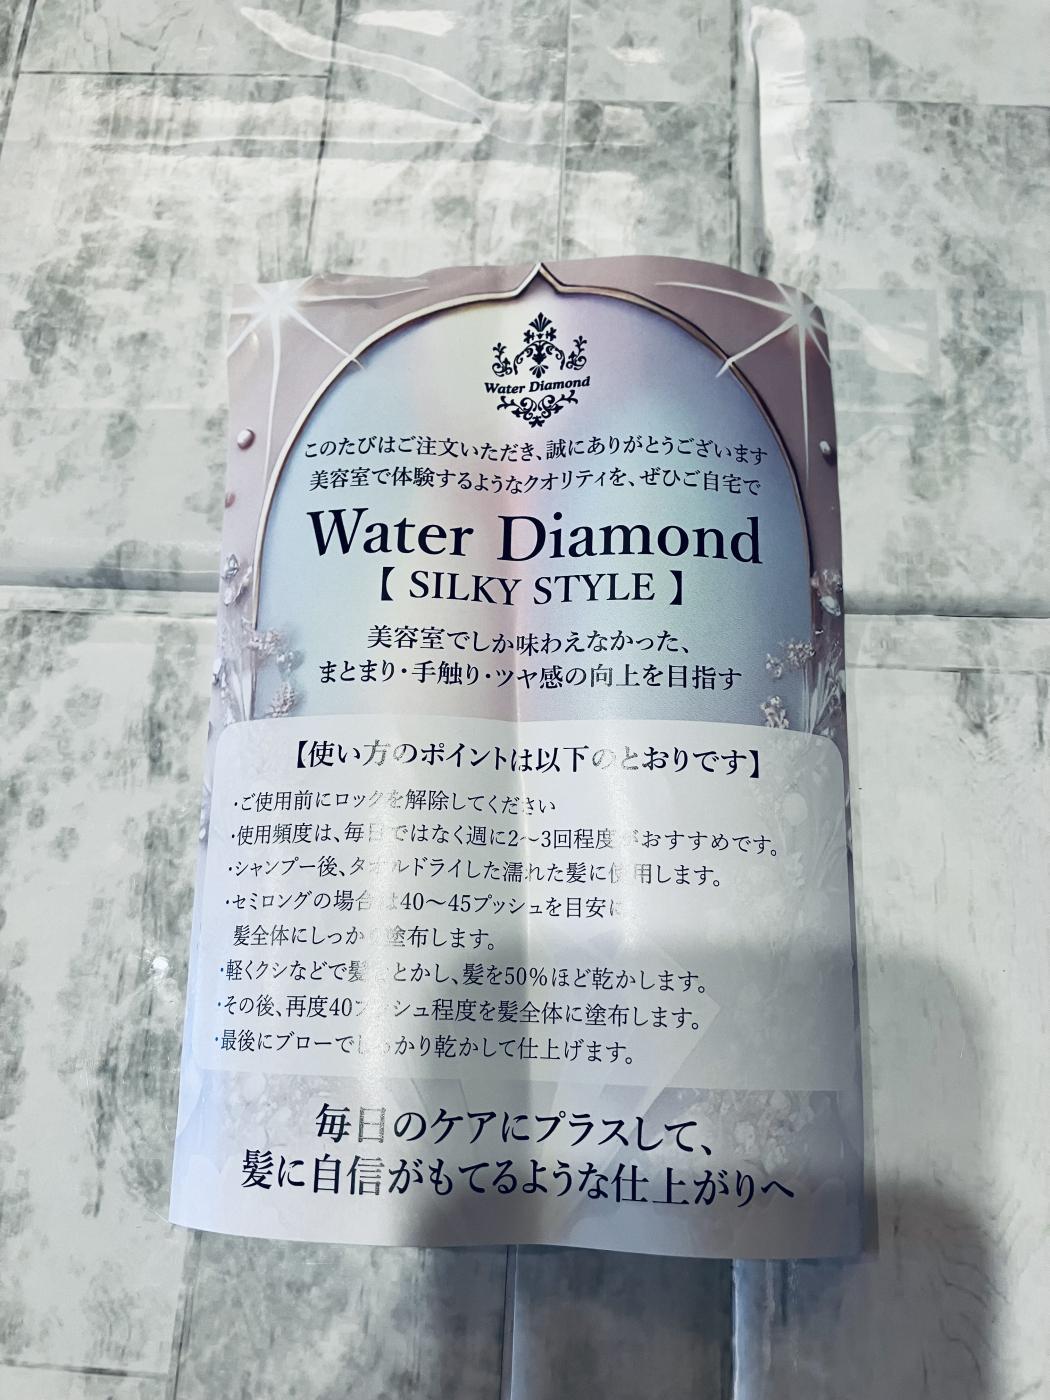 Water Diamond
このたびはご注文いただき、誠にありがとうございます
美容室で体験するようなクオリティを、ぜひご自宅で
Water Diamond
【 SILKY STYLE 】
美容室でしか味わえなかった、
まとまり・手触り・ツヤ感の向上を目指す
【使い方のポイントは以下のとおりです】
・ご使用前にロックを解除してください
・使用頻度は、毎日ではなく週に2〜3回程度がおすすめです。
・シャンプー後、タオルドライした濡れた髪に使用します。
・セミロングの場合は40〜45プッシュを目安に
髪全体にしっかり塗布します。
・軽くクシなどで髪をとかし、髪を50%ほど乾かします。
・その後、再度40プッシュ程度を髪全体に塗布します。
・最後にブローでしっかり乾かして仕上げます。
毎日のケアにプラスして、
髪に自信がもてるような仕上がりへ